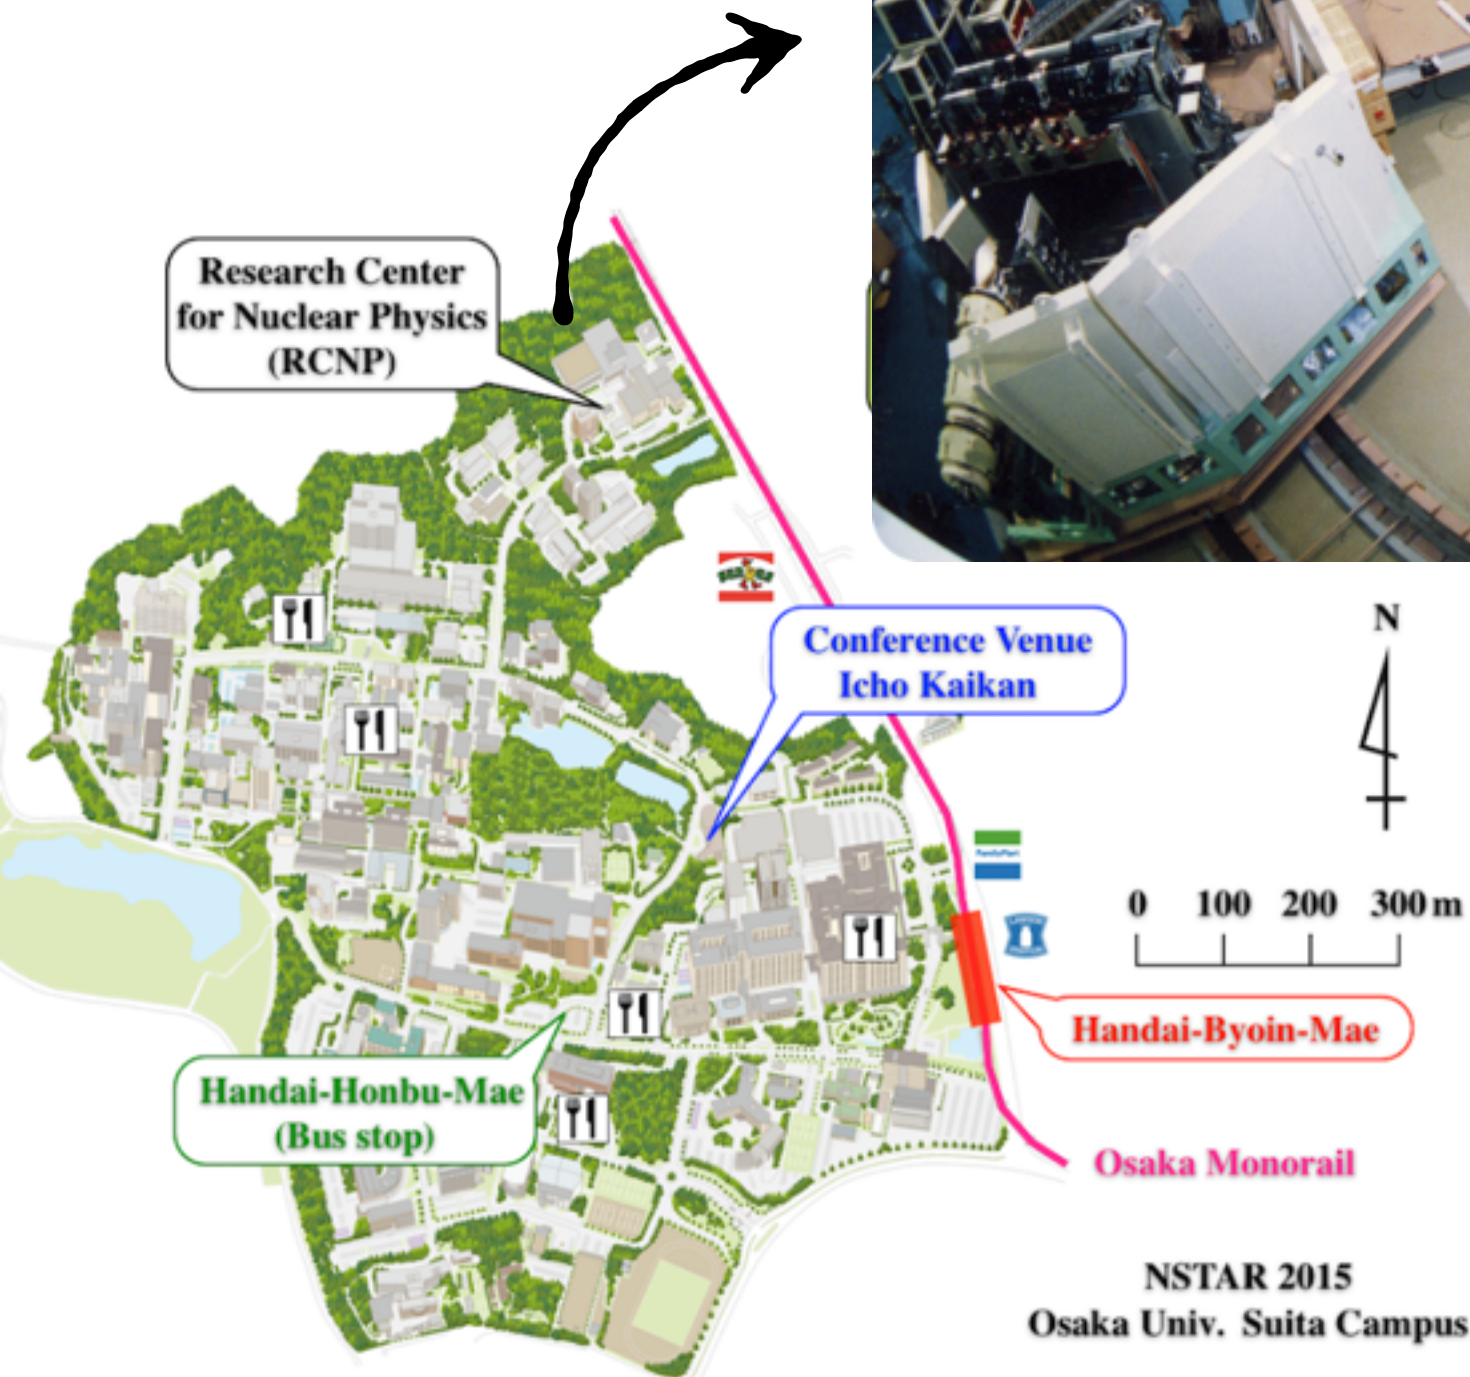 Research Center
for Nuclear Physics
(RCNP)
Conference Venue
Icho Kaikan
N
FamilyMart
0 100 200 300 m
Handai-Byoin-Mae
Handai-Honbu-Mae
(Bus stop)
Osaka Monorail
NSTAR 2015
Osaka Univ. Suita Campus